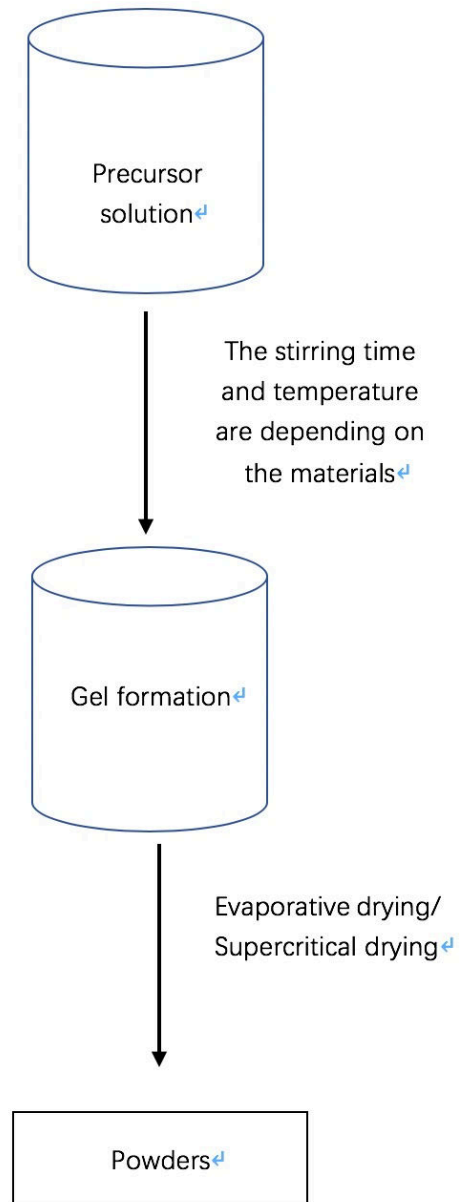 Precursor
solution↵
The stirring time
and temperature
are depending on
the materials↵
Gel formation↵
Evaporative drying/
Supercritical drying↵
Powders↵